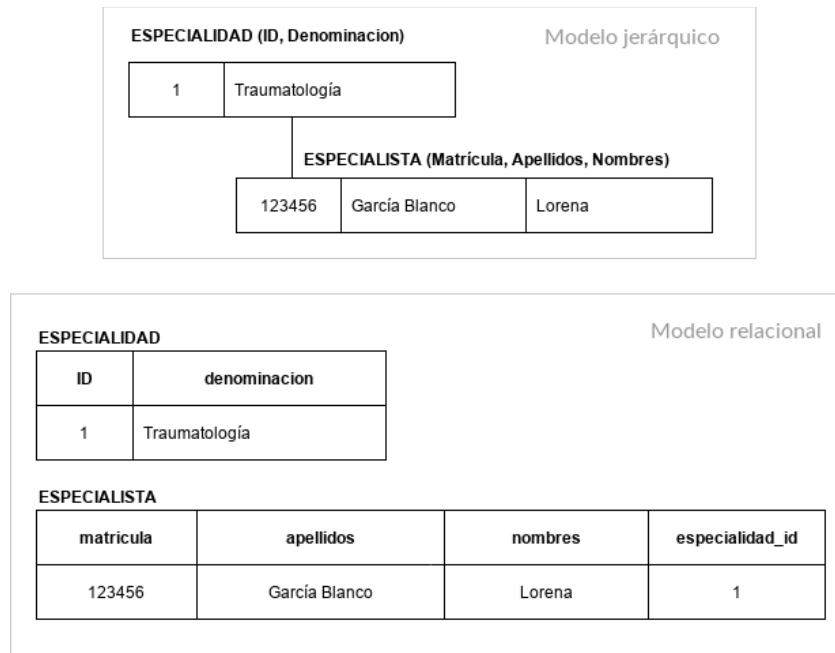 ESPECIALIDAD (ID, Denominacion)
Modelo jerárquico
1 Traumatología
ESPECIALISTA (Matrícula, Apellidos, Nombres)
123456 García Blanco Lorena
Modelo relacional
ESPECIALIDAD
ID denominacion
1 Traumatología
ESPECIALISTA
matricula apellidos nombres especialidad_id
123456 García Blanco Lorena 1